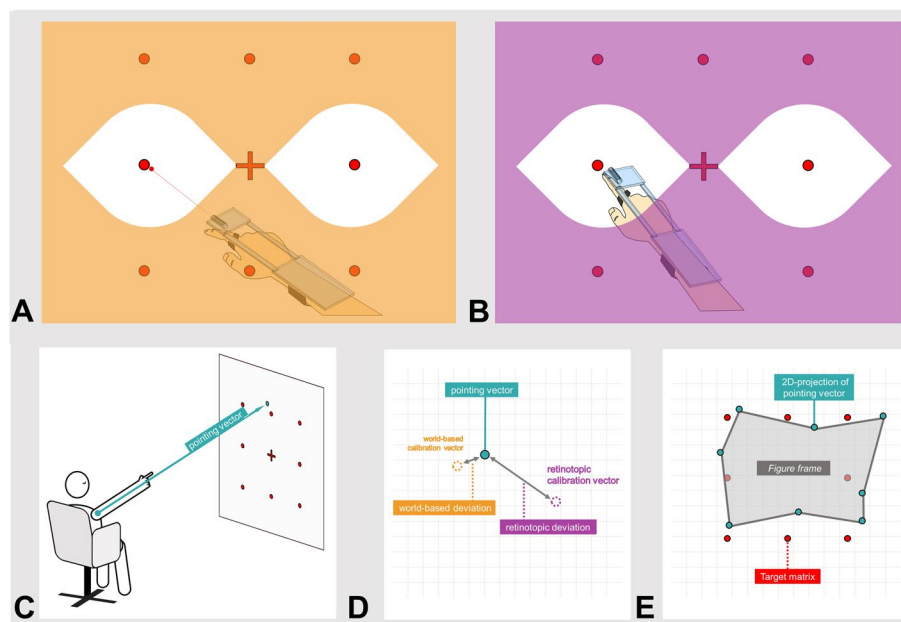 A
B
pointing vector
C
pointing vector
world-based
calibration vector
retinotopic
calibration vector
world-based deviation
retinotopic deviation
D
2D-projection of
pointing vector
Figure frame
Target matrix
E